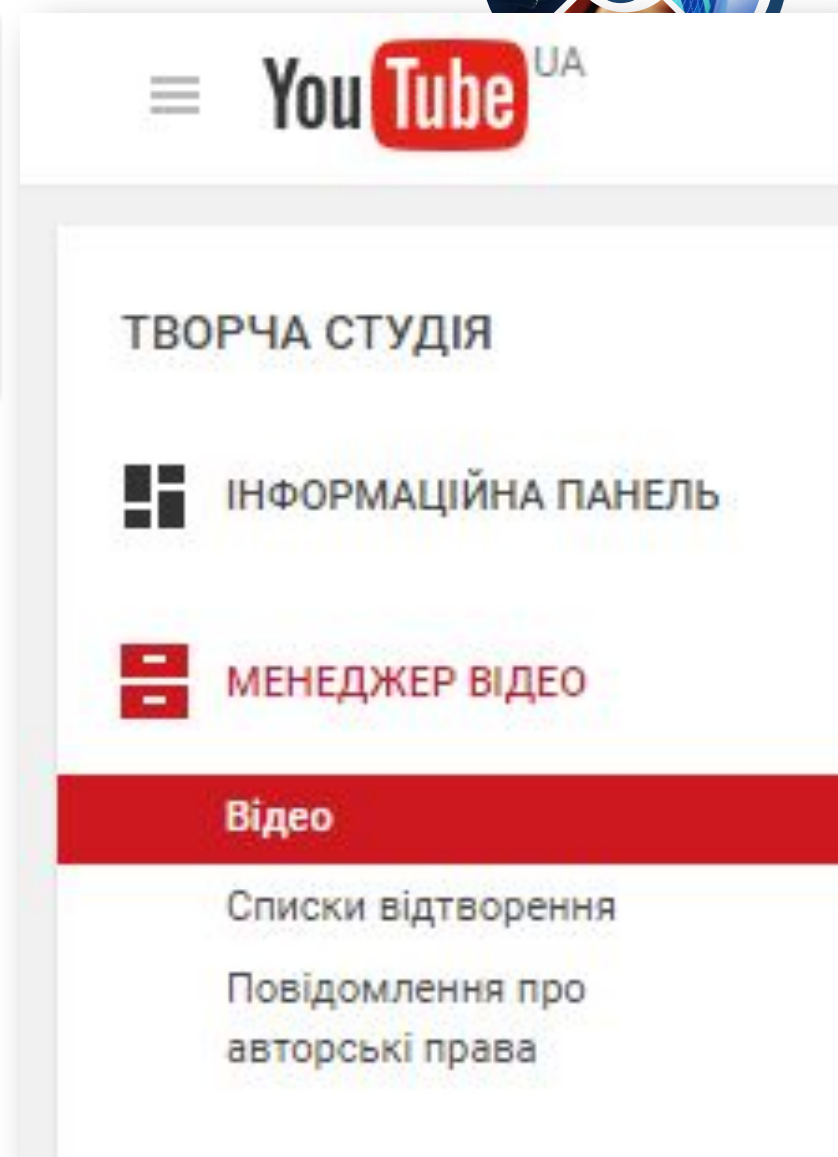 YouTube UA
ТВОРЧА СТУДІЯ
ІНФОРМАЦІЙНА ПАНЕЛЬ
МЕНЕДЖЕР ВІДЕО
Відео
Списки відтворення
Повідомлення про
авторські права